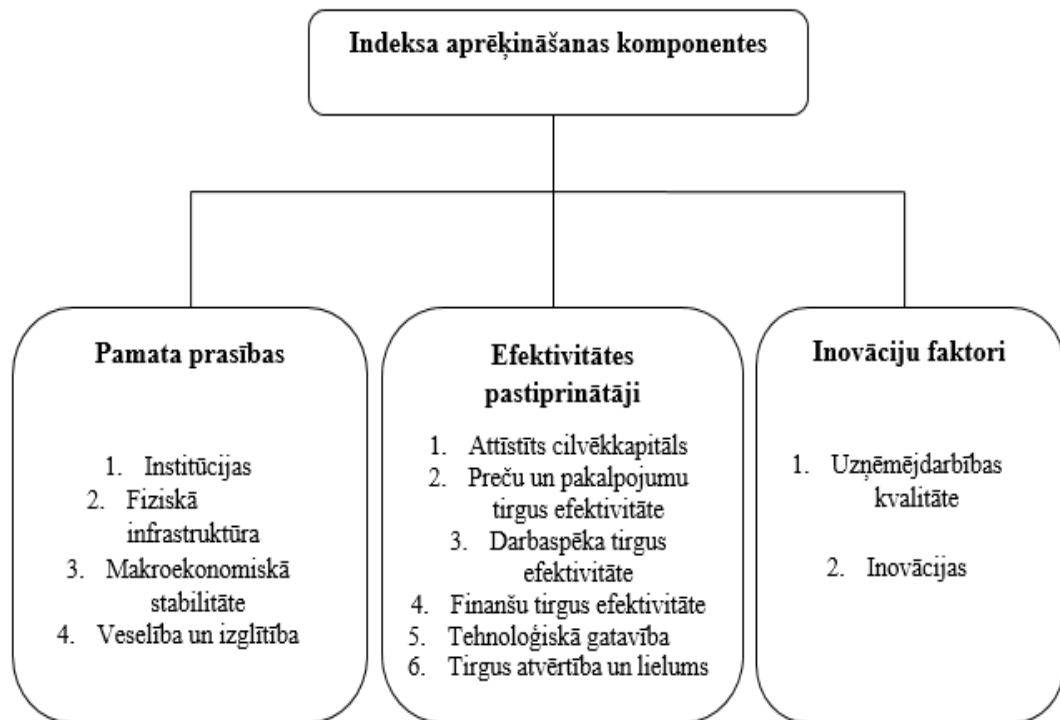 Indeksa aprēķināšanas komponentes
Pamata prasības
1. Institūcijas
2. Fiziskā
infrastruktūra
3. Makroekonomiskā
stabilitāte
4. Veselība un izglītība
Efektivitātes
pastiprinātāji
1. Attīstīts cilvēkkapitāls
2. Preču un pakalpojumu
tirgus efektivitāte
3. Darbaspēka tirgus
efektivitāte
4. Finanšu tirgus efektivitāte
5. Tehnoloģiskā gatavība
6. Tirgus atvērtība un lielums
Inovāciju faktori
1. Uzņēmējdarbības
kvalitāte
2. Inovācijas